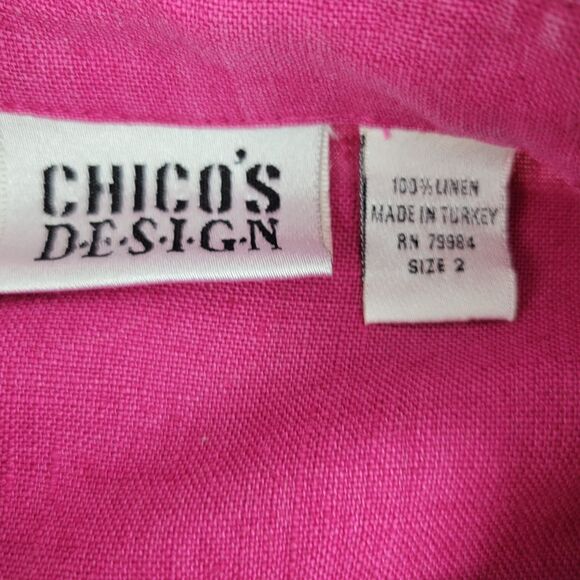 CHICO'S
D·E·S·I·G·N
100% LINEN
MADE IN TURKEY
RN 79984
SIZE 2